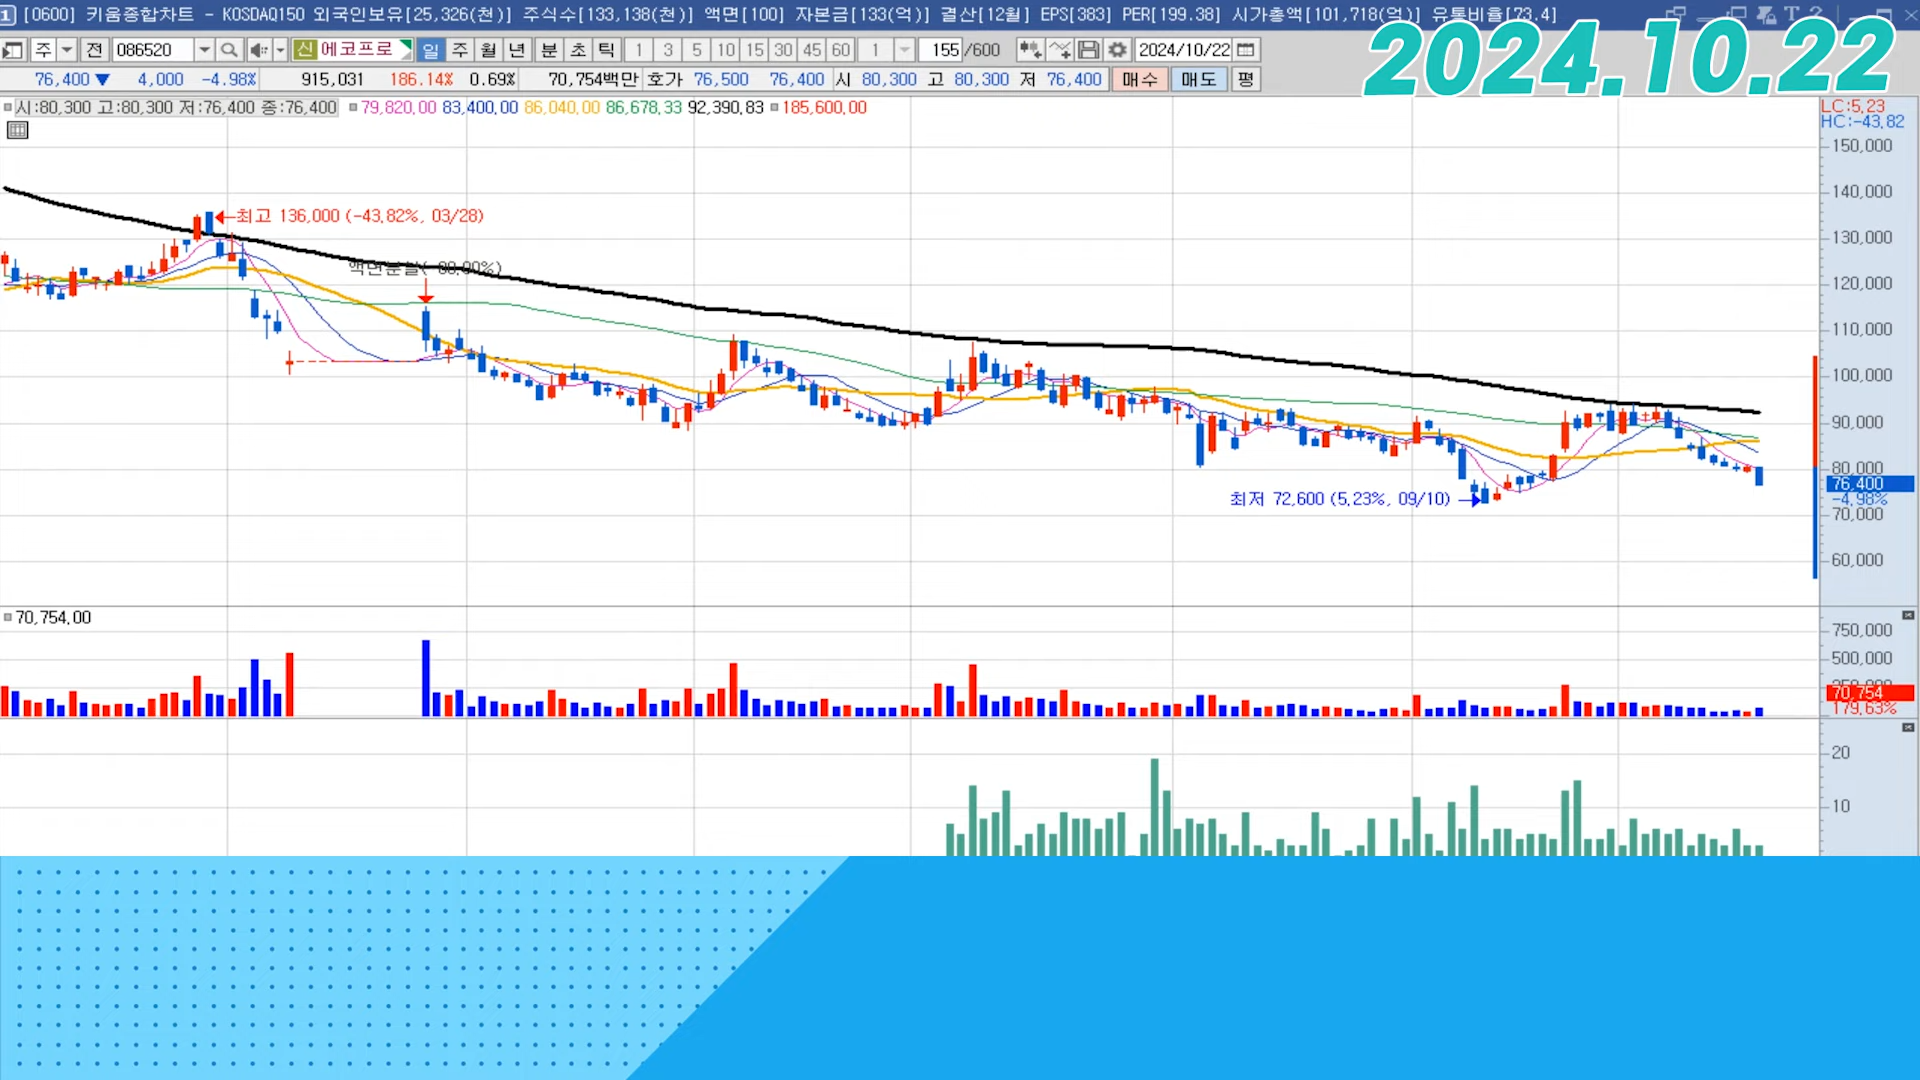 1 [0600] 키움종합차트 - KOSDAQ150 외국인보유[25,326(천)] 주식수[133,138(천)] 액면[100] 자본금[133(억)] 결산[12월] EPS[383] PER[199.38] 시가총액[101,718(억)] 유통비율[73.4]
2024.10.22
주 전 086520 신 에코프로 일 주 월 년 분 초 틱 1 3 5 10 15 30 45 60 1 155 /600 2024/10/22
76,400 ▼ 4,000 -4.98% 915,031 186.14% 0.69% 70,754백만 호가 76,500 76,400 시 80,300 고 80,300 저 76,400 매수 매도 평
시:80,300 고:80,300 저:76,400 종:76,400 79,820.00 83,400.00 86,040.00 86,678.33 92,390.83 185,600.00
LC:5.23
HC:-43.82
150,000
140,000
최고 136,000 (-43.82%, 03/28)
130,000
120,000
110,000
100,000
90,000
80,000
76,400
-4.98%
최저 72,600 (5.23%, 09/10)
70,000
60,000
70,754.00
750,000
500,000
70,754
179.63%
20
10